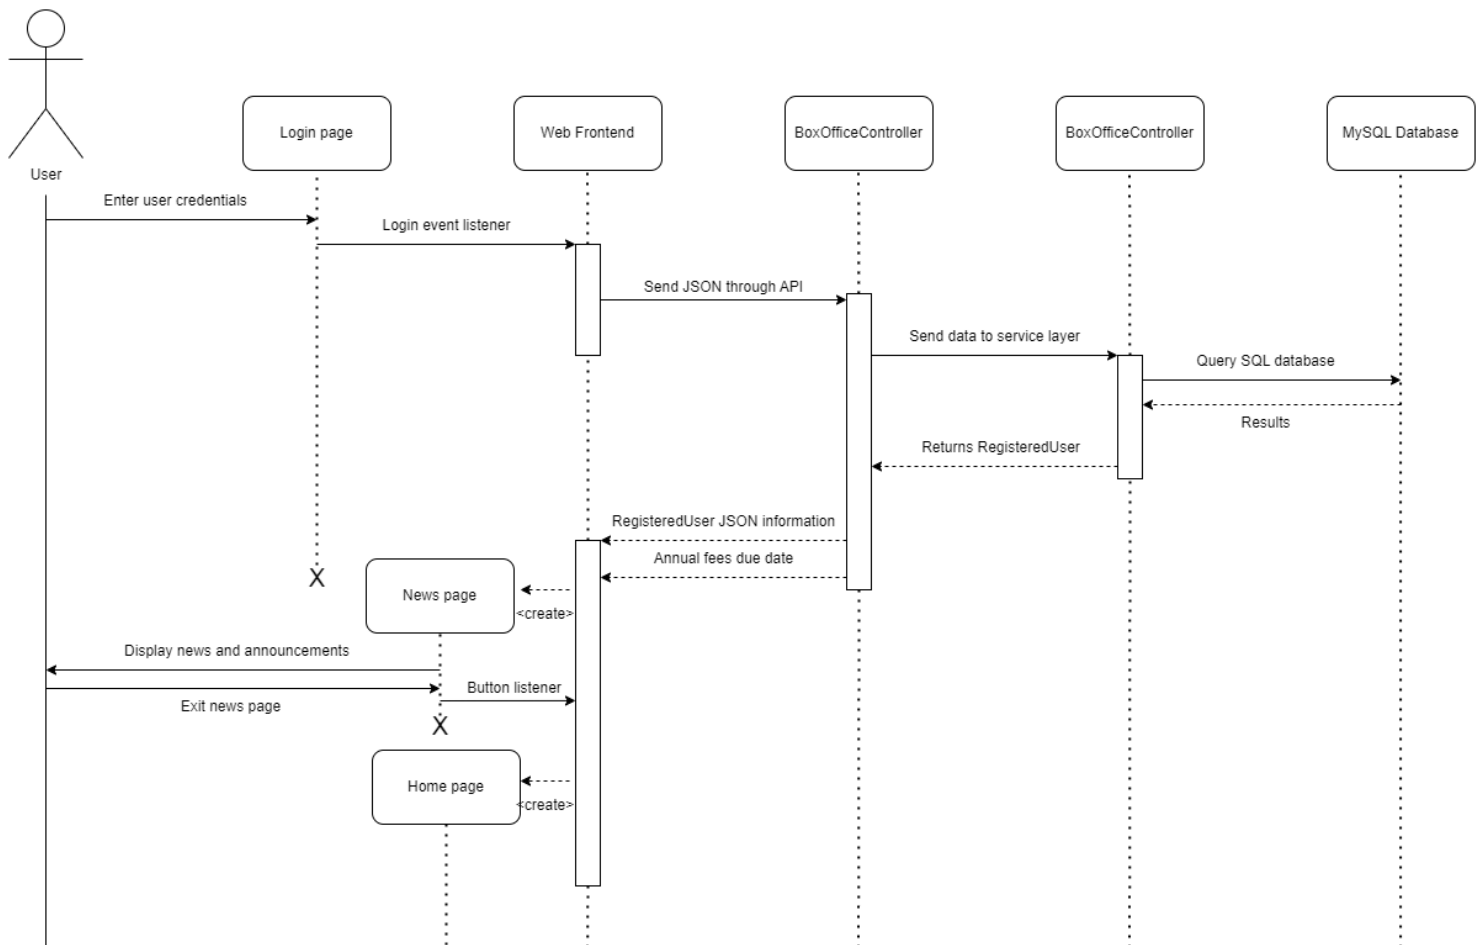 User
Login page
Web Frontend
BoxOfficeController
BoxOfficeController
MySQL Database
Enter user credentials
Login event listener
Send JSON through API
Send data to service layer
Query SQL database
Results
Returns RegisteredUser
RegisteredUser JSON information
Annual fees due date
X
News page
<create>
Display news and announcements
Button listener
Exit news page
X
Home page
<create>